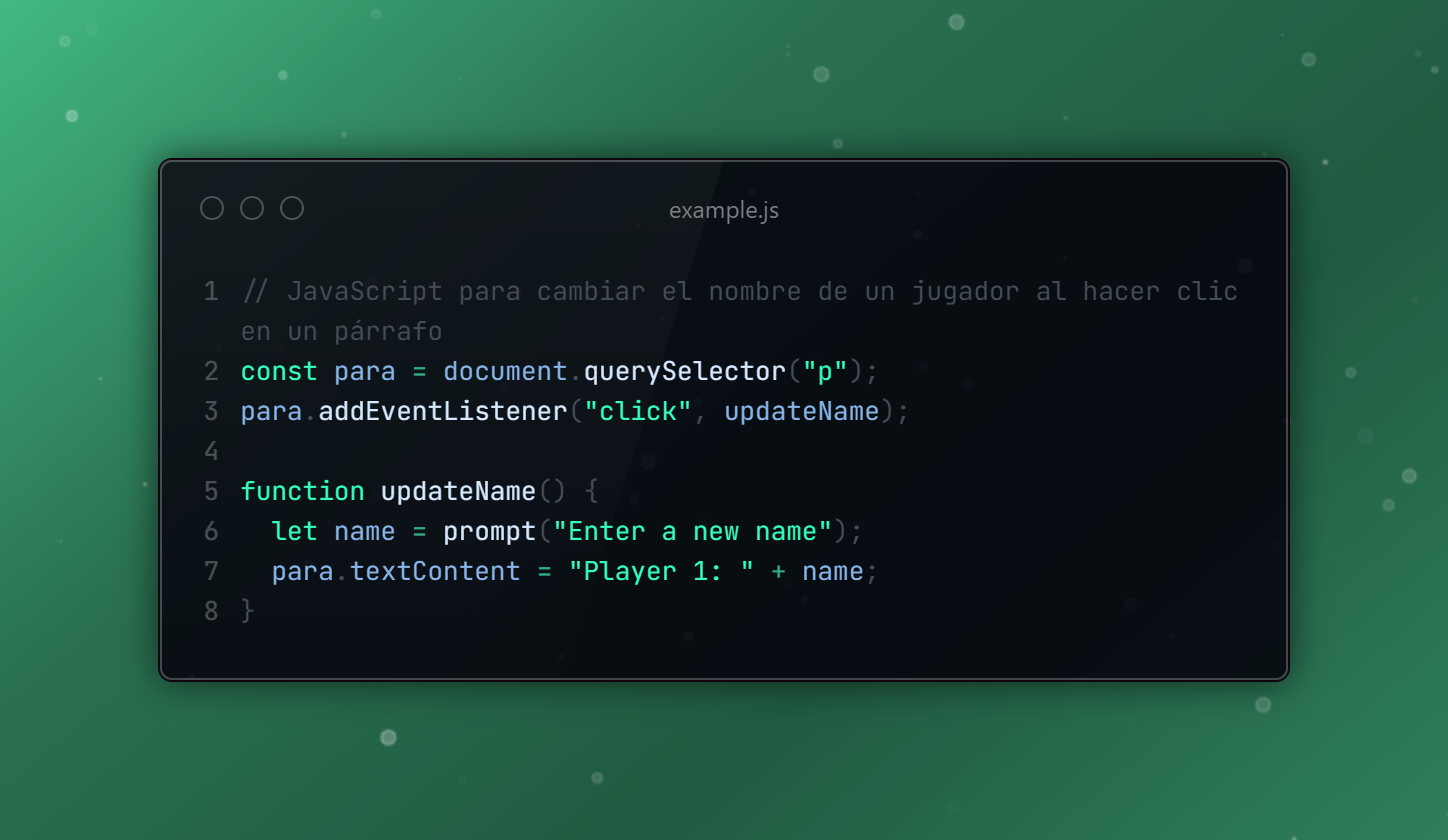 example.js
1 // JavaScript para cambiar el nombre de un jugador al hacer clic
en un párrafo
2 const para = document.querySelector("p");
3 para.addEventListener("click", updateName);
4
5 function updateName() {
6   let name = prompt("Enter a new name");
7   para.textContent = "Player 1: " + name;
8 }